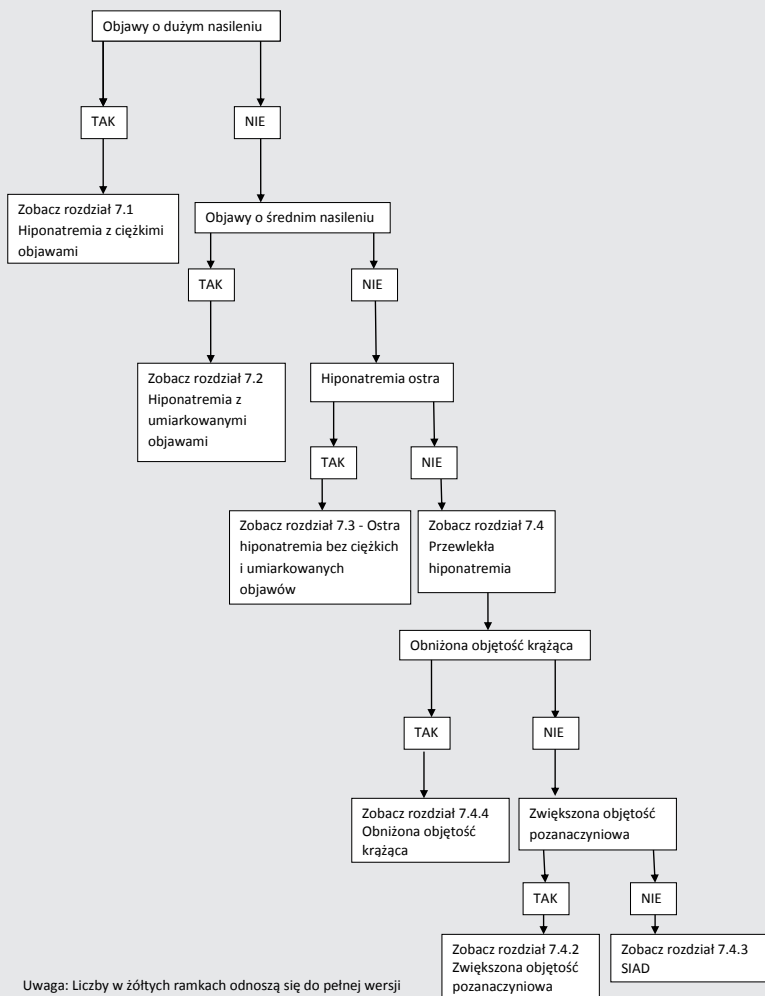 Objawy o dużym nasileniu
TAK
NIE
Zobacz rozdział 7.1
Hiponatremia z ciężkimi
objawami
Objawy o średnim nasileniu
TAK
NIE
Zobacz rozdział 7.2
Hiponatremia z
umiarkowanymi
objawami
Hiponatremia ostra
TAK
NIE
Zobacz rozdział 7.3 - Ostra
hiponatremia bez ciężkich
i umiarkowanych
objawów
Zobacz rozdział 7.4
Przewlekła
hiponatremia
Obniżona objętość krążąca
TAK
NIE
Zobacz rozdział 7.4.4
Obniżona objętość
krążąca
Zwiększona objętość
pozanaczyniowa
TAK
NIE
Zobacz rozdział 7.4.2
Zwiększona objętość
pozanaczyniowa
Zobacz rozdział 7.4.3
SIAD
Uwaga: Liczby w żółtych ramkach odnoszą się do pełnej wersji